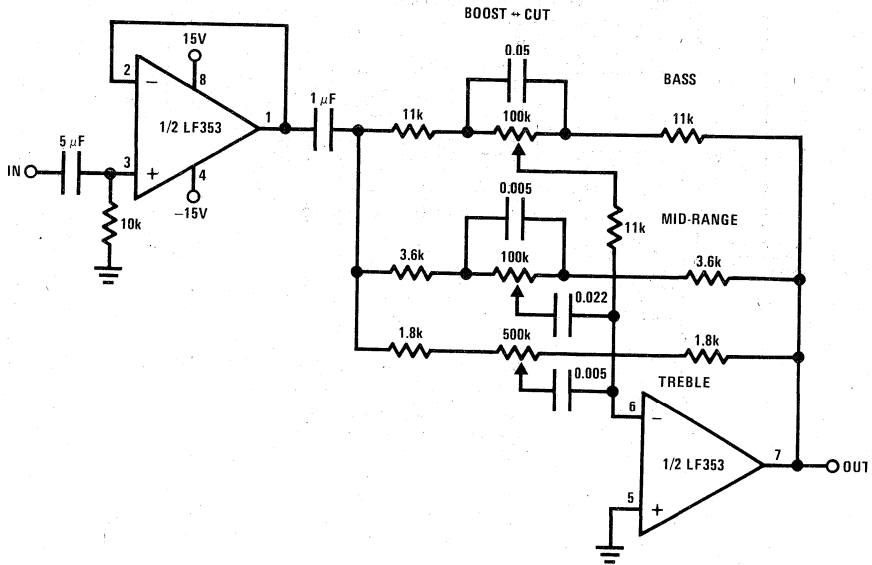 BOOST ↔ CUT
15V
0.05
BASS
2
8
−
1 μF
11k
100k
11k
1/2 LF353
1
5 μF
IN
3
+
4
−15V
10k
0.005
11k
MID-RANGE
3.6k
100k
3.6k
0.022
1.8k
500k
1.8k
0.005
TREBLE
6
−
1/2 LF353
7
OUT
5
+